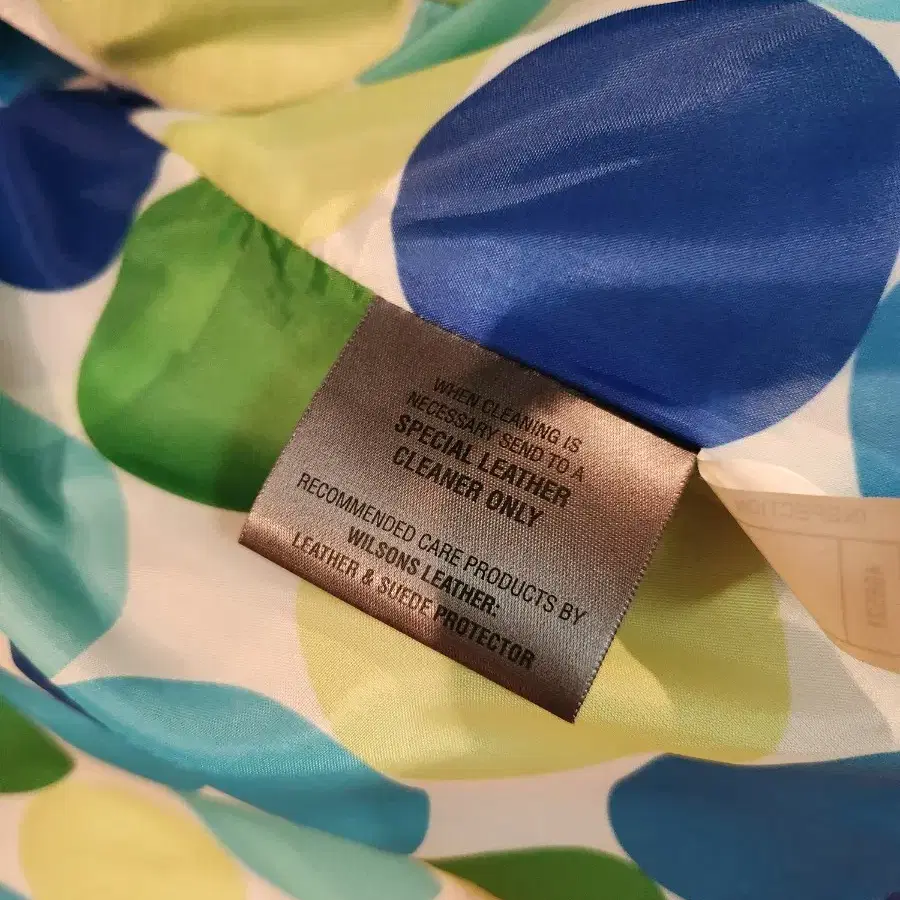 WHEN CLEANING IS
NECESSARY SEND TO A
SPECIAL LEATHER
CLEANER ONLY
RECOMMENDED CARE PRODUCTS BY
WILSONS LEATHER:
LEATHER & SUEDE PROTECTOR
INSPECTION